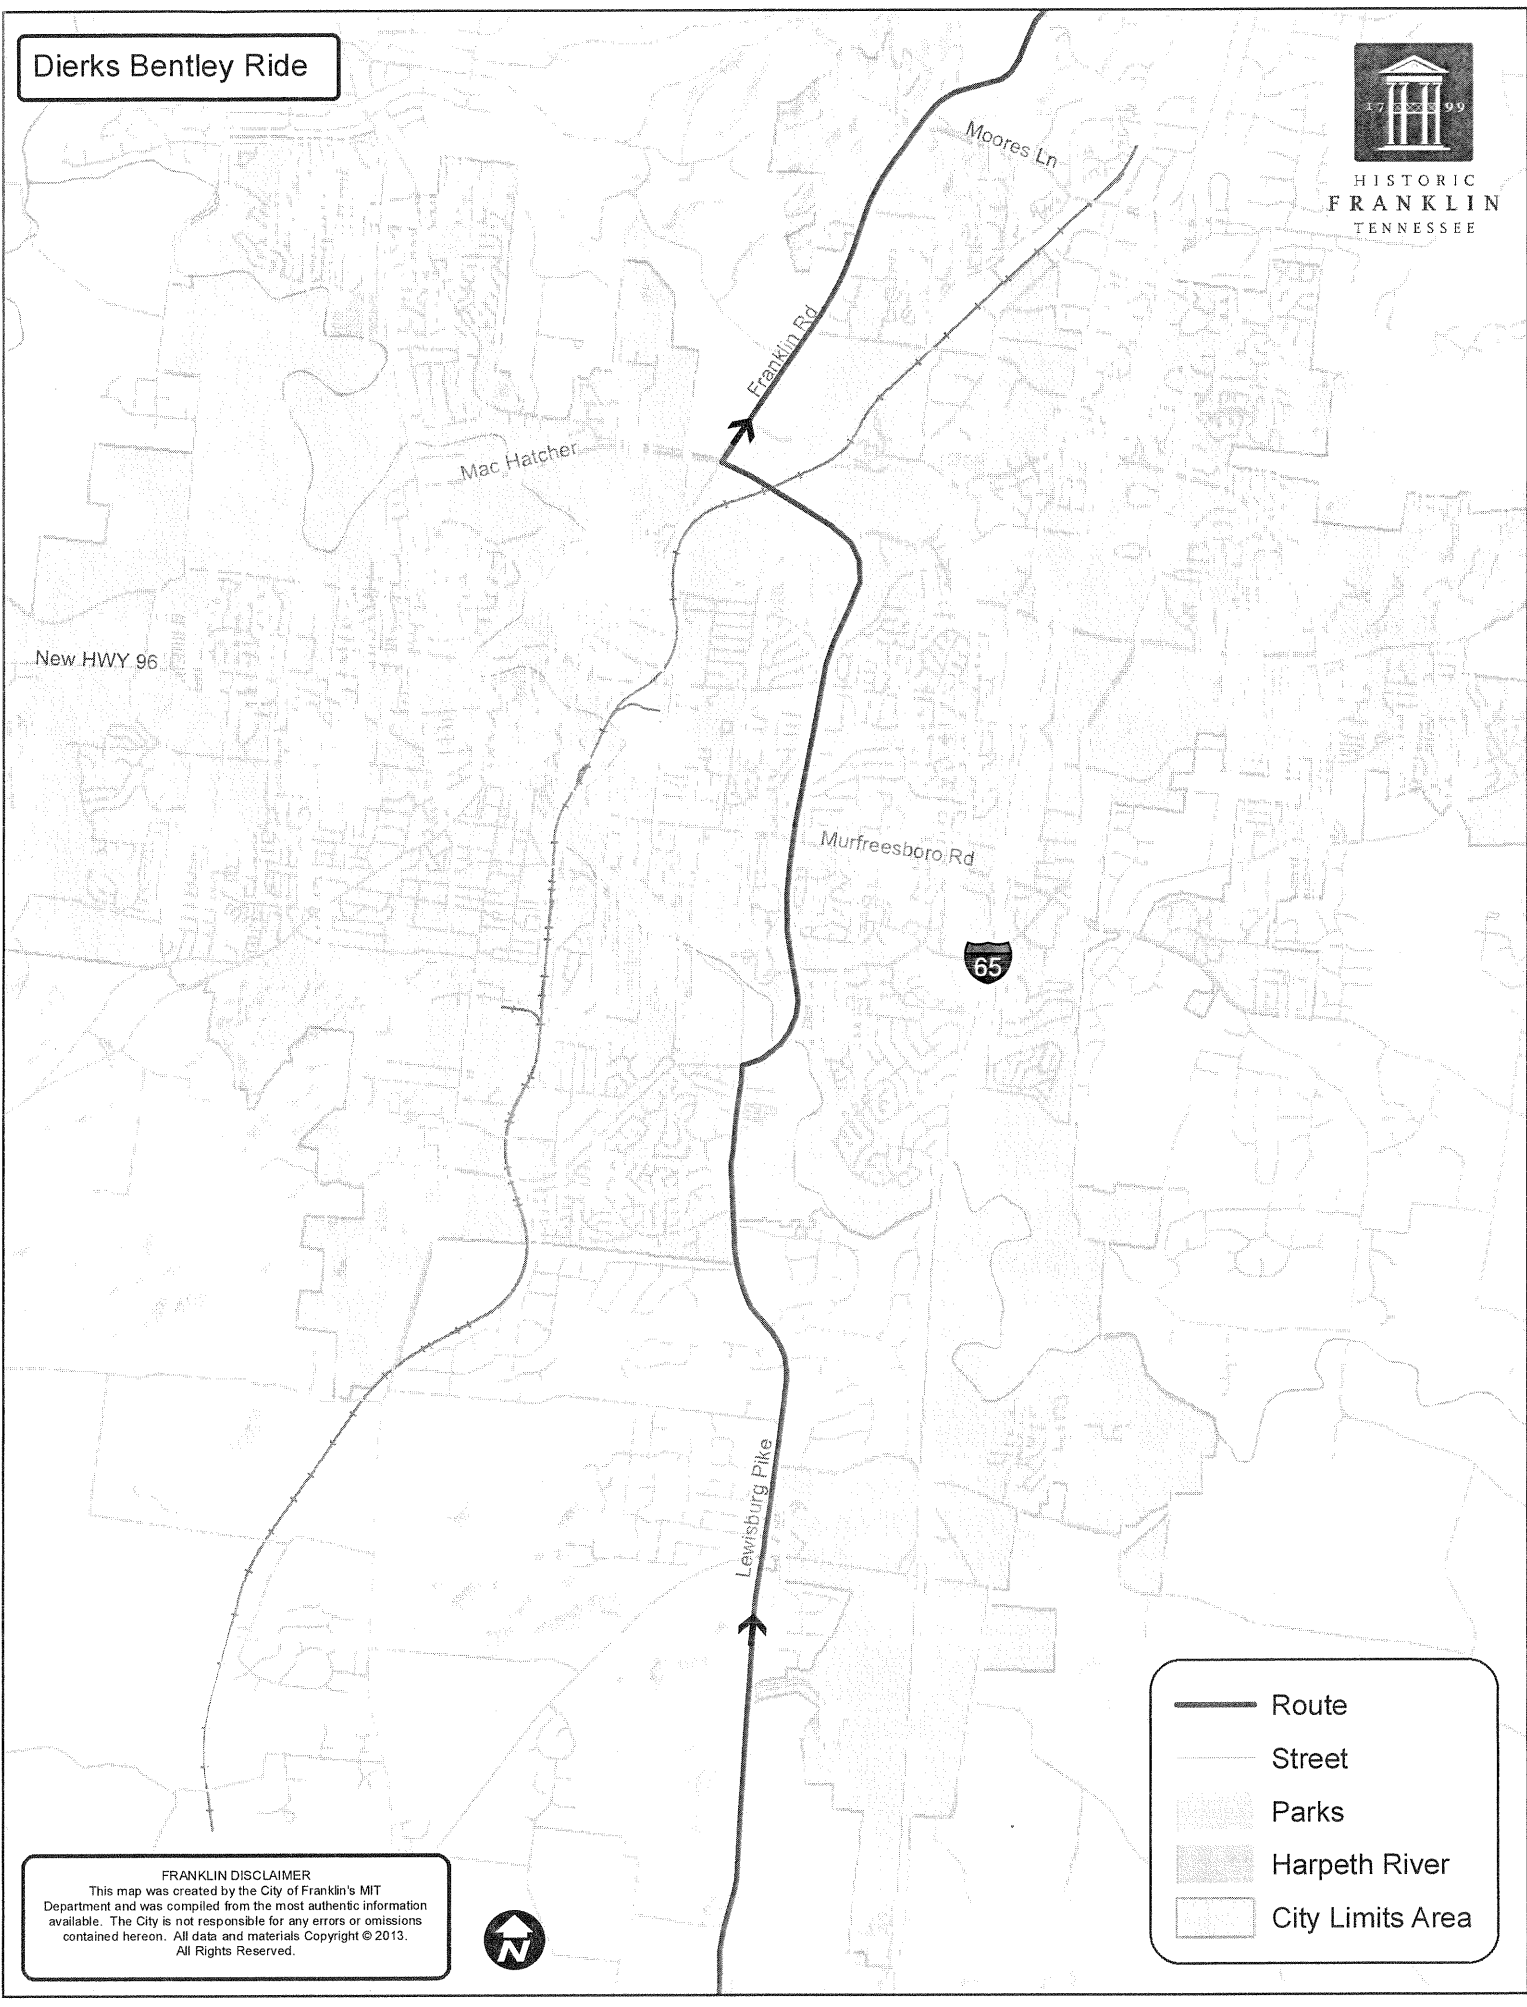 Dierks Bentley Ride
17 99
HISTORIC
FRANKLIN
TENNESSEE
Moores Ln
Franklin Rd
Mac Hatcher
New HWY 96
Murfreesboro Rd
65
Lewisburg Pike
Route
Street
Parks
Harpeth River
City Limits Area
FRANKLIN DISCLAIMER
This map was created by the City of Franklin's MIT
Department and was compiled from the most authentic information
available. The City is not responsible for any errors or omissions
contained hereon. All data and materials Copyright © 2013.
All Rights Reserved.
N